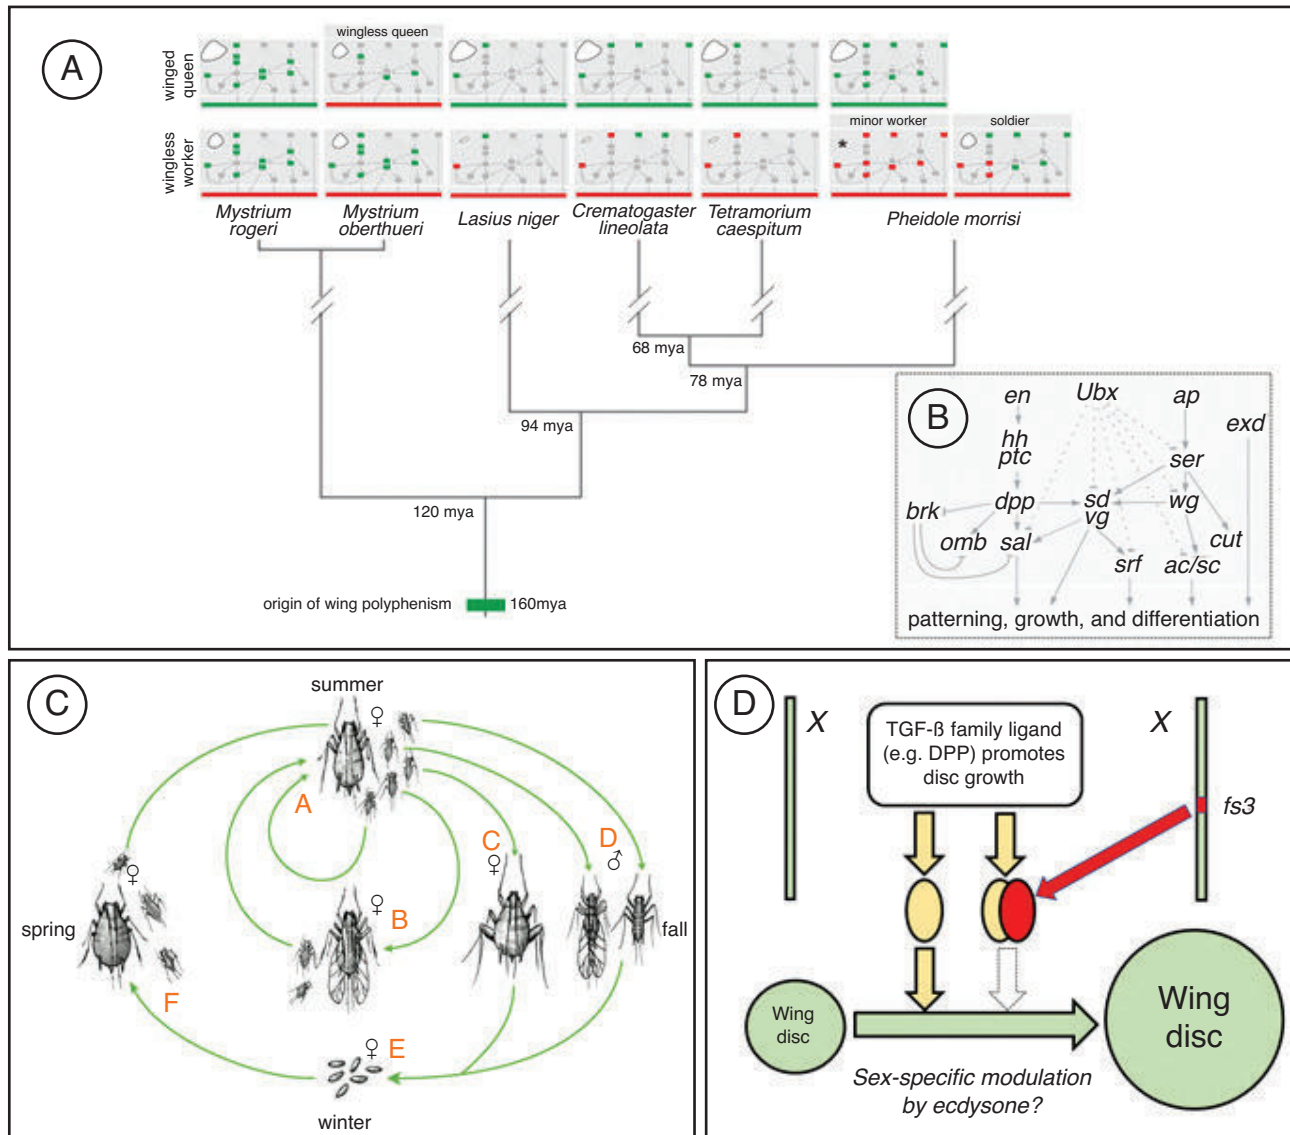 A
wingless queen
winged
queen
wingless
worker
minor worker
soldier
*
Mystrium
rogeri
Mystrium
oberthueri
Lasius niger
Crematogaster
lineolata
Tetramorium
caespitum
Pheidole morrisi
68 mya
78 mya
94 mya
120 mya
origin of wing polyphenism
160mya
B
en
Ubx
ap
exd
hh
ptc
ser
brk
dpp
sd
vg
wg
omb
sal
srf
ac/sc
cut
patterning, growth, and differentiation
C
summer
♀
A
B
♀
C
♀
D
♂
spring
♀
fall
F
♀ E
winter
D
X
TGF-ß family ligand
(e.g. DPP) promotes
disc growth
X
fs3
Wing
disc
Wing
disc
Sex-specific modulation
by ecdysone?